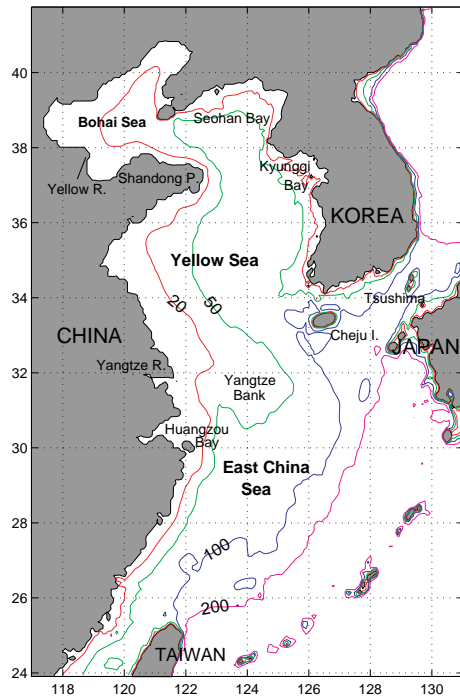 40
38
36
34
32
30
28
26
24
Bohai Sea
Seohan Bay
Shandong P.
Yellow R.
Kyunggi
Bay
KOREA
Yellow Sea
20
50
Tsushima
Cheju I.
CHINA
JAPAN
Yangtze R.
Yangtze
Bank
Huangzou
Bay
East China
Sea
100
200
TAIWAN
118
120
122
124
126
128
130